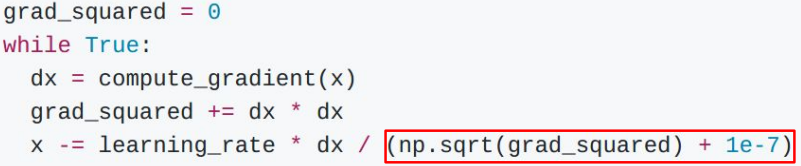 grad_squared = 0
while True:
  dx = compute_gradient(x)
  grad_squared += dx * dx
  x -= learning_rate * dx / (np.sqrt(grad_squared) + 1e-7)